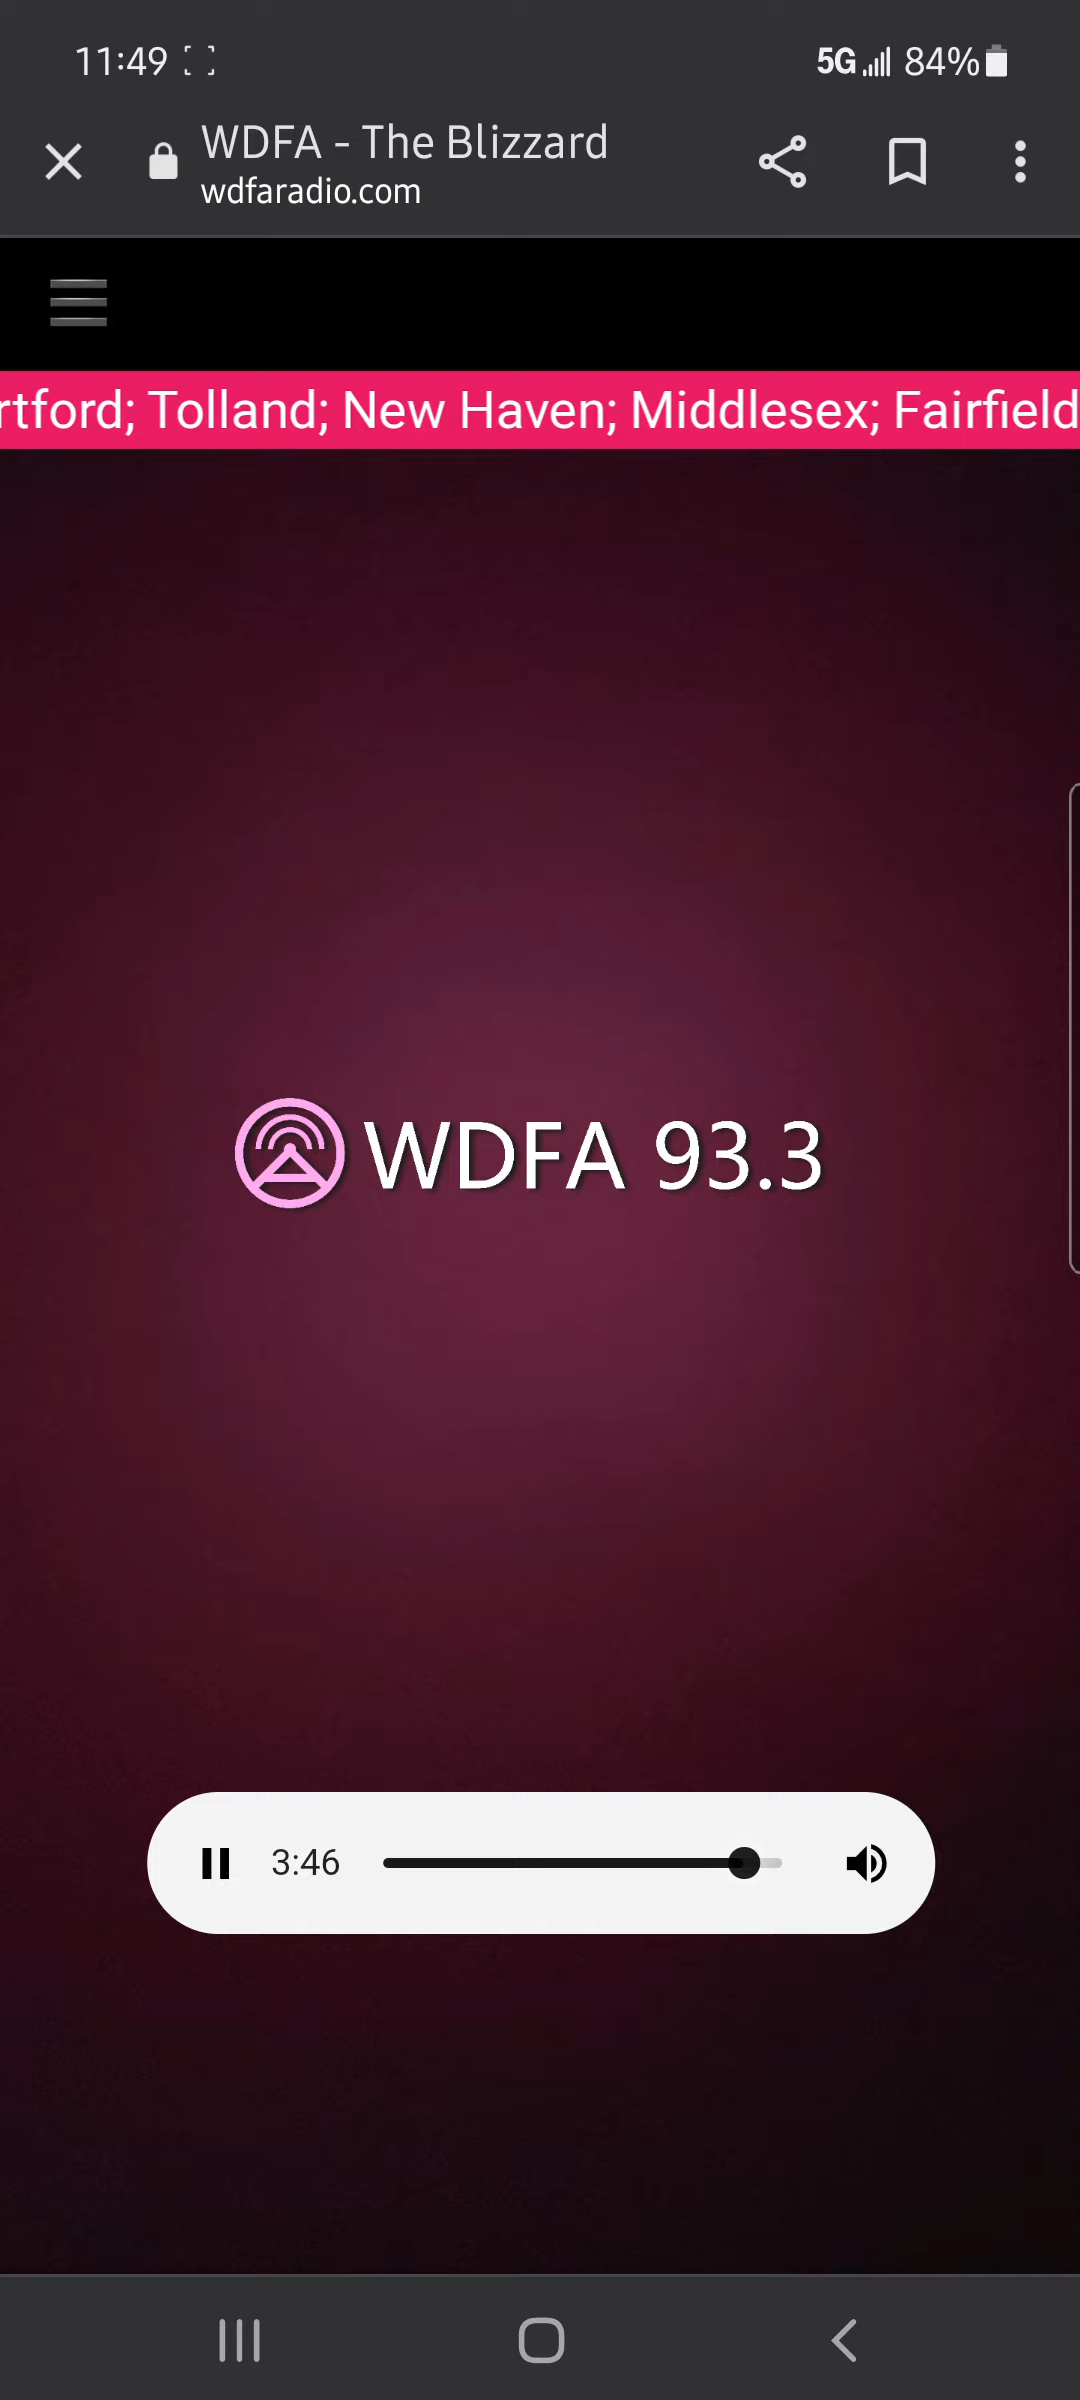 11:49
5G 84%
WDFA - The Blizzard
wdfaradio.com
rtford; Tolland; New Haven; Middlesex; Fairfield
WDFA 93.3
3:46